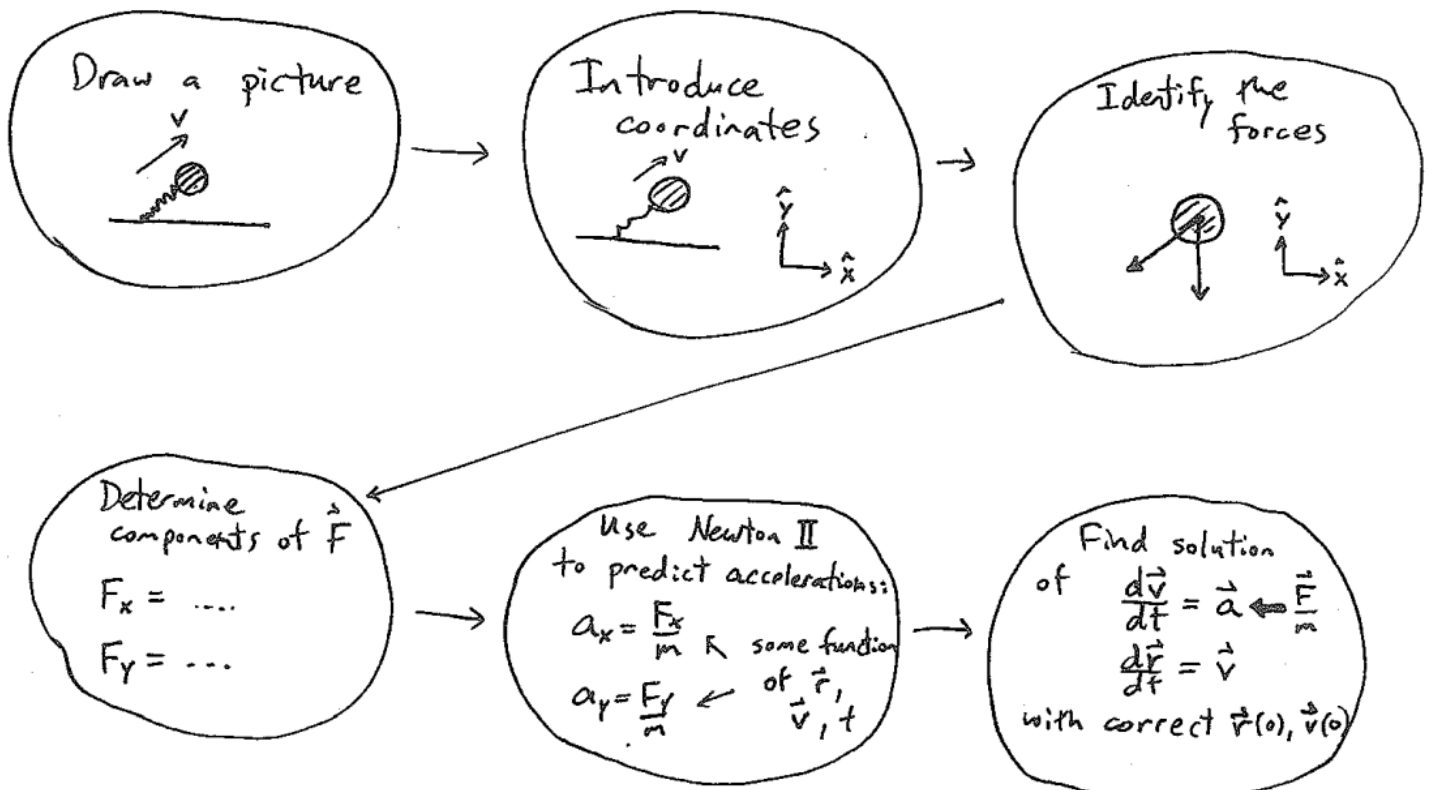 Draw a picture
v
Introduce
coordinates
v
ŷ
x̂
Identify the
forces
ŷ
x̂
Determine
components of F⃗
Fx = ....
Fy = ...
Use Newton II
to predict accelerations:
ax = Fx/m ↖ some function
ay = Fy/m ← of r⃗,
v⃗, t
Find solution
of dv⃗/dt = a⃗ ⇐ F⃗/m
dr⃗/dt = v⃗
with correct r⃗(0), v⃗(0)